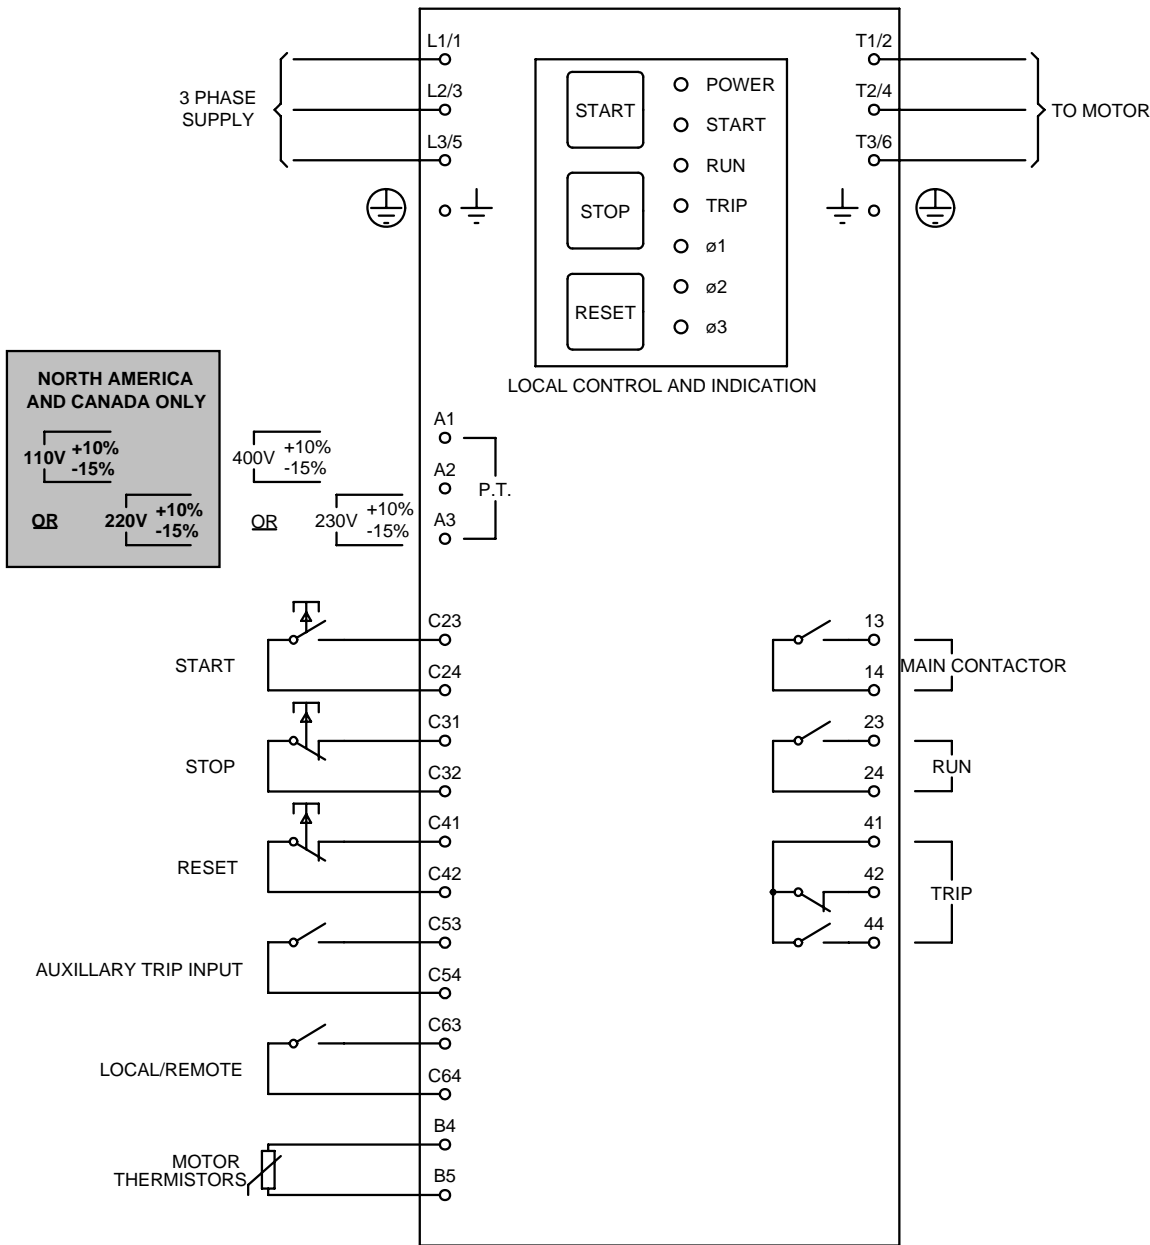 L1/1
T1/2
3 PHASE
SUPPLY
L2/3
T2/4
TO MOTOR
L3/5
T3/6
START
STOP
RESET
POWER
START
RUN
TRIP
ø1
ø2
ø3
LOCAL CONTROL AND INDICATION
NORTH AMERICA
AND CANADA ONLY
110V +10%
-15%
OR
220V +10%
-15%
400V +10%
-15%
OR
230V +10%
-15%
A1
A2
P.T.
A3
START
C23
C24
STOP
C31
C32
RESET
C41
C42
AUXILLARY TRIP INPUT
C53
C54
LOCAL/REMOTE
C63
C64
MOTOR
THERMISTORS
B4
B5
13
14
MAIN CONTACTOR
23
24
RUN
41
42
44
TRIP